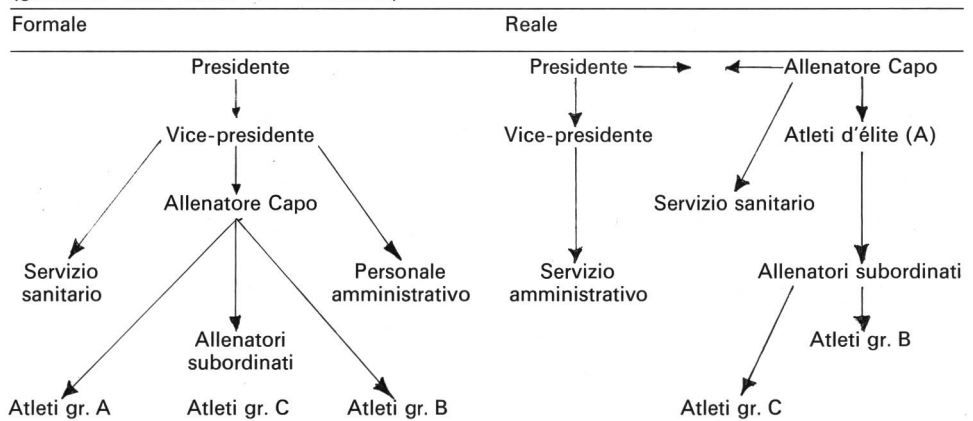 Formale Reale
Presidente Presidente Allenatore Capo
Vice-presidente Vice-presidente Atleti d'élite (A)
Allenatore Capo Servizio sanitario
Servizio Personale Servizio Allenatori subordinati
sanitario amministrativo amministrativo
Allenatori Atleti gr. B
subordinati
Atleti gr. A Atleti gr. C Atleti gr. B Atleti gr. C